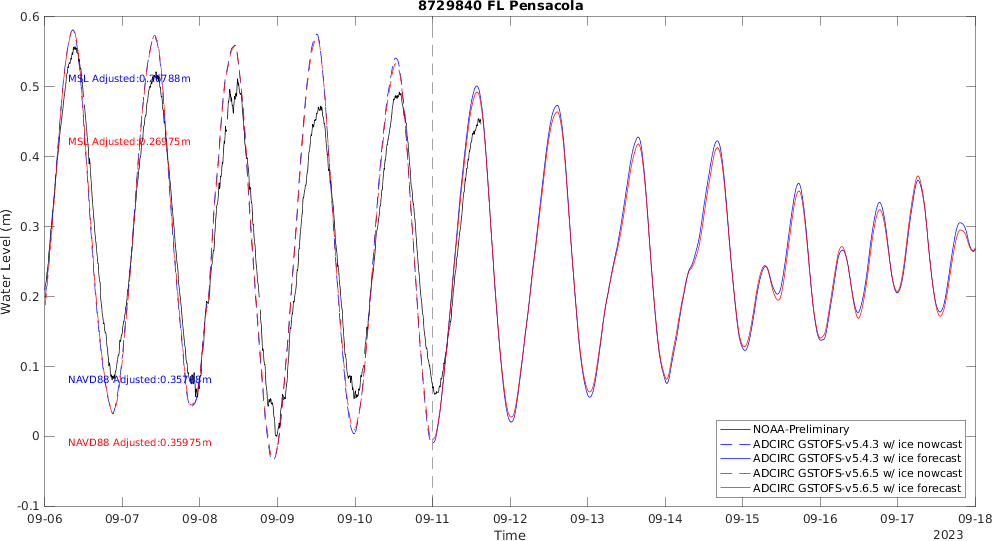 8729840 FL Pensacola
0.6
0.5
0.4
0.3
0.2
0.1
0
-0.1
Water Level (m)
MSL Adjusted:0.26788m
MSL Adjusted:0.26975m
NAVD88 Adjusted:0.35788m
NAVD88 Adjusted:0.35975m
NOAA-Preliminary
ADCIRC GSTOFS-v5.4.3 w/ ice nowcast
ADCIRC GSTOFS-v5.4.3 w/ ice forecast
ADCIRC GSTOFS-v5.6.5 w/ ice nowcast
ADCIRC GSTOFS-v5.6.5 w/ ice forecast
09-06 09-07 09-08 09-09 09-10 09-11 09-12 09-13 09-14 09-15 09-16 09-17 09-18
Time
2023